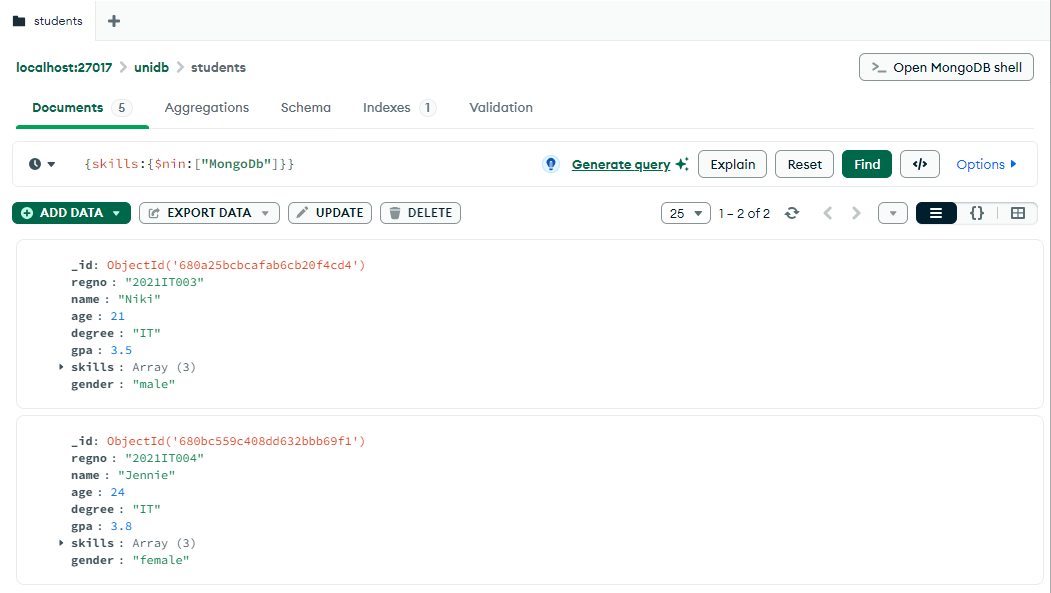 students
localhost:27017 > unidb > students
>_ Open MongoDB shell
Documents 5 Aggregations Schema Indexes 1 Validation
{skills:{$nin:["MongoDb"]}}
Generate query Explain Reset Find </> Options
ADD DATA EXPORT DATA UPDATE DELETE 25 1 – 2 of 2 {}
_id: ObjectId('680a25bcbcafab6cb20f4cd4')
regno : "2021IT003"
name : "Niki"
age : 21
degree : "IT"
gpa : 3.5
skills : Array (3)
gender : "male"
_id: ObjectId('680bc559c408dd632bbb69f1')
regno : "2021IT004"
name : "Jennie"
age : 24
degree : "IT"
gpa : 3.8
skills : Array (3)
gender : "female"